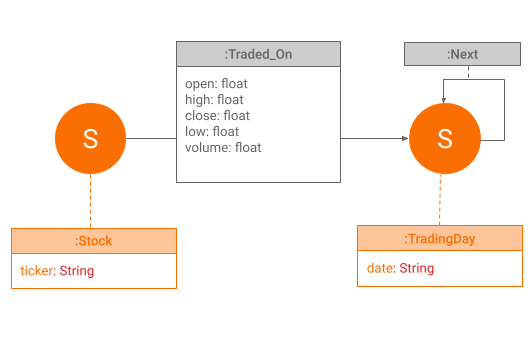 :Traded_On
open: float
high: float
close: float
low: float
volume: float
:Next
S
S
:Stock
ticker: String
:TradingDay
date: String